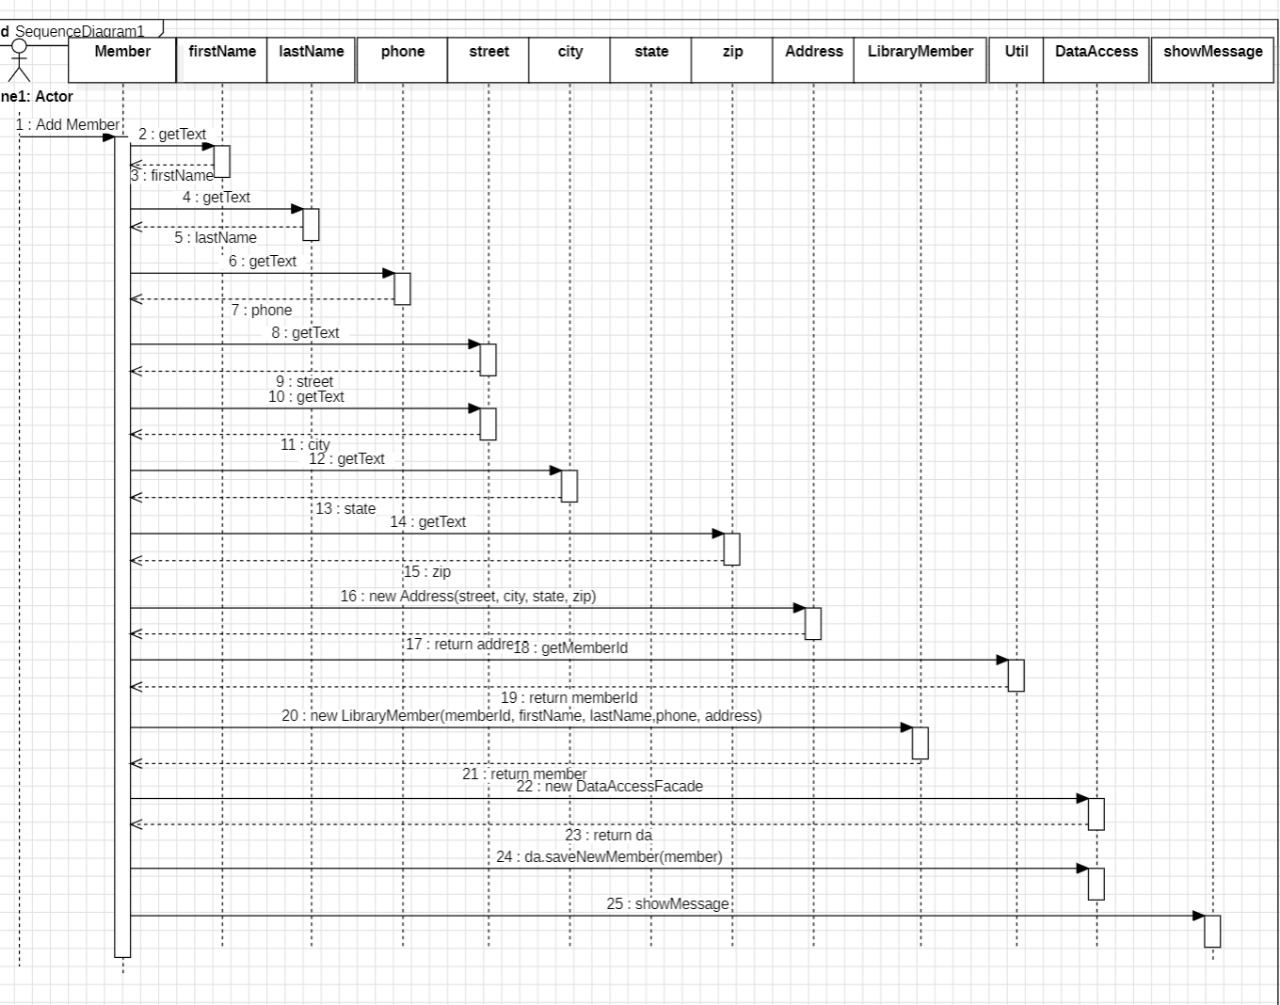 d SequenceDiagram1
Member firstName lastName phone street city state zip Address LibraryMember Util DataAccess showMessage
ne1: Actor
1 : Add Member
2 : getText
3 : firstName
4 : getText
5 : lastName
6 : getText
7 : phone
8 : getText
9 : street
10 : getText
11 : city
12 : getText
13 : state
14 : getText
15 : zip
16 : new Address(street, city, state, zip)
17 : return addre
18 : getMemberId
19 : return memberId
20 : new LibraryMember(memberId, firstName, lastName,phone, address)
21 : return member
22 : new DataAccessFacade
23 : return da
24 : da.saveNewMember(member)
25 : showMessage